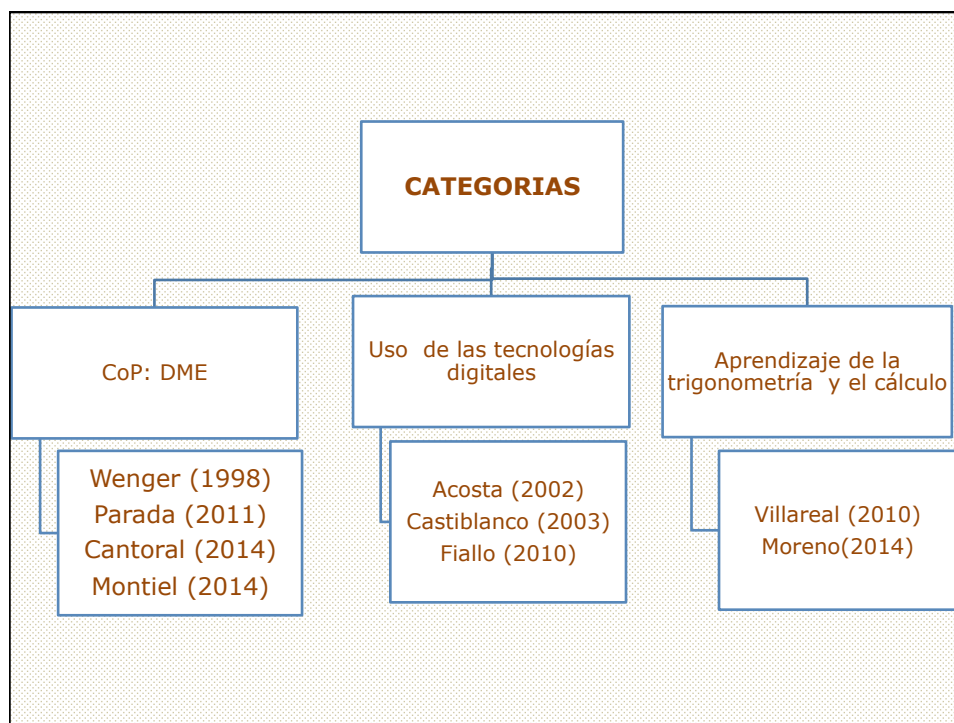 CATEGORIAS
CoP: DME
Wenger (1998)
Parada (2011)
Cantoral (2014)
Montiel (2014)
Uso de las tecnologías
digitales
Acosta (2002)
Castiblanco (2003)
Fiallo (2010)
Aprendizaje de la
trigonometría y el cálculo
Villareal (2010)
Moreno(2014)